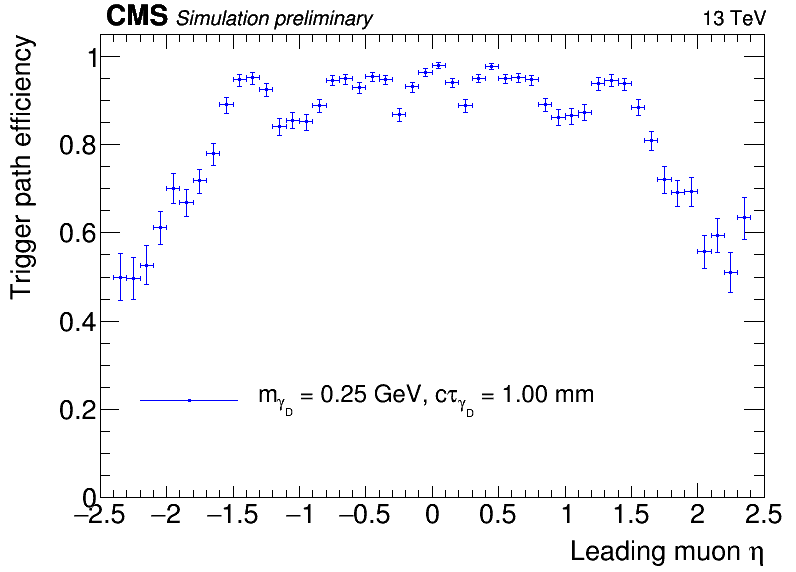 CMS Simulation preliminary 13 TeV
Trigger path efficiency
1
0.8
0.6
0.4
0.2
0
m_γ_D = 0.25 GeV, cτ_γ_D = 1.00 mm
−2.5 −2 −1.5 −1 −0.5 0 0.5 1 1.5 2 2.5
Leading muon η